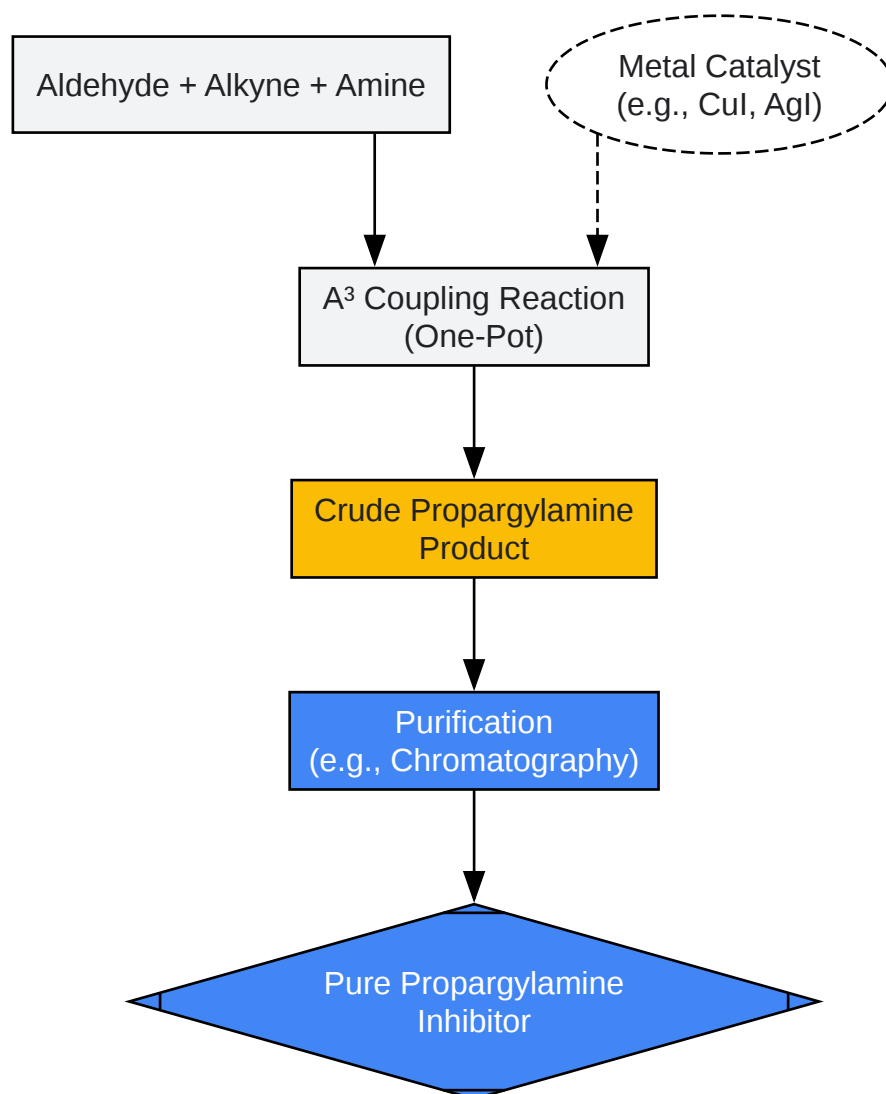 Aldehyde + Alkyne + Amine
Metal Catalyst
(e.g., CuI, AgI)
A³ Coupling Reaction
(One-Pot)
Crude Propargylamine
Product
Purification
(e.g., Chromatography)
Pure Propargylamine
Inhibitor